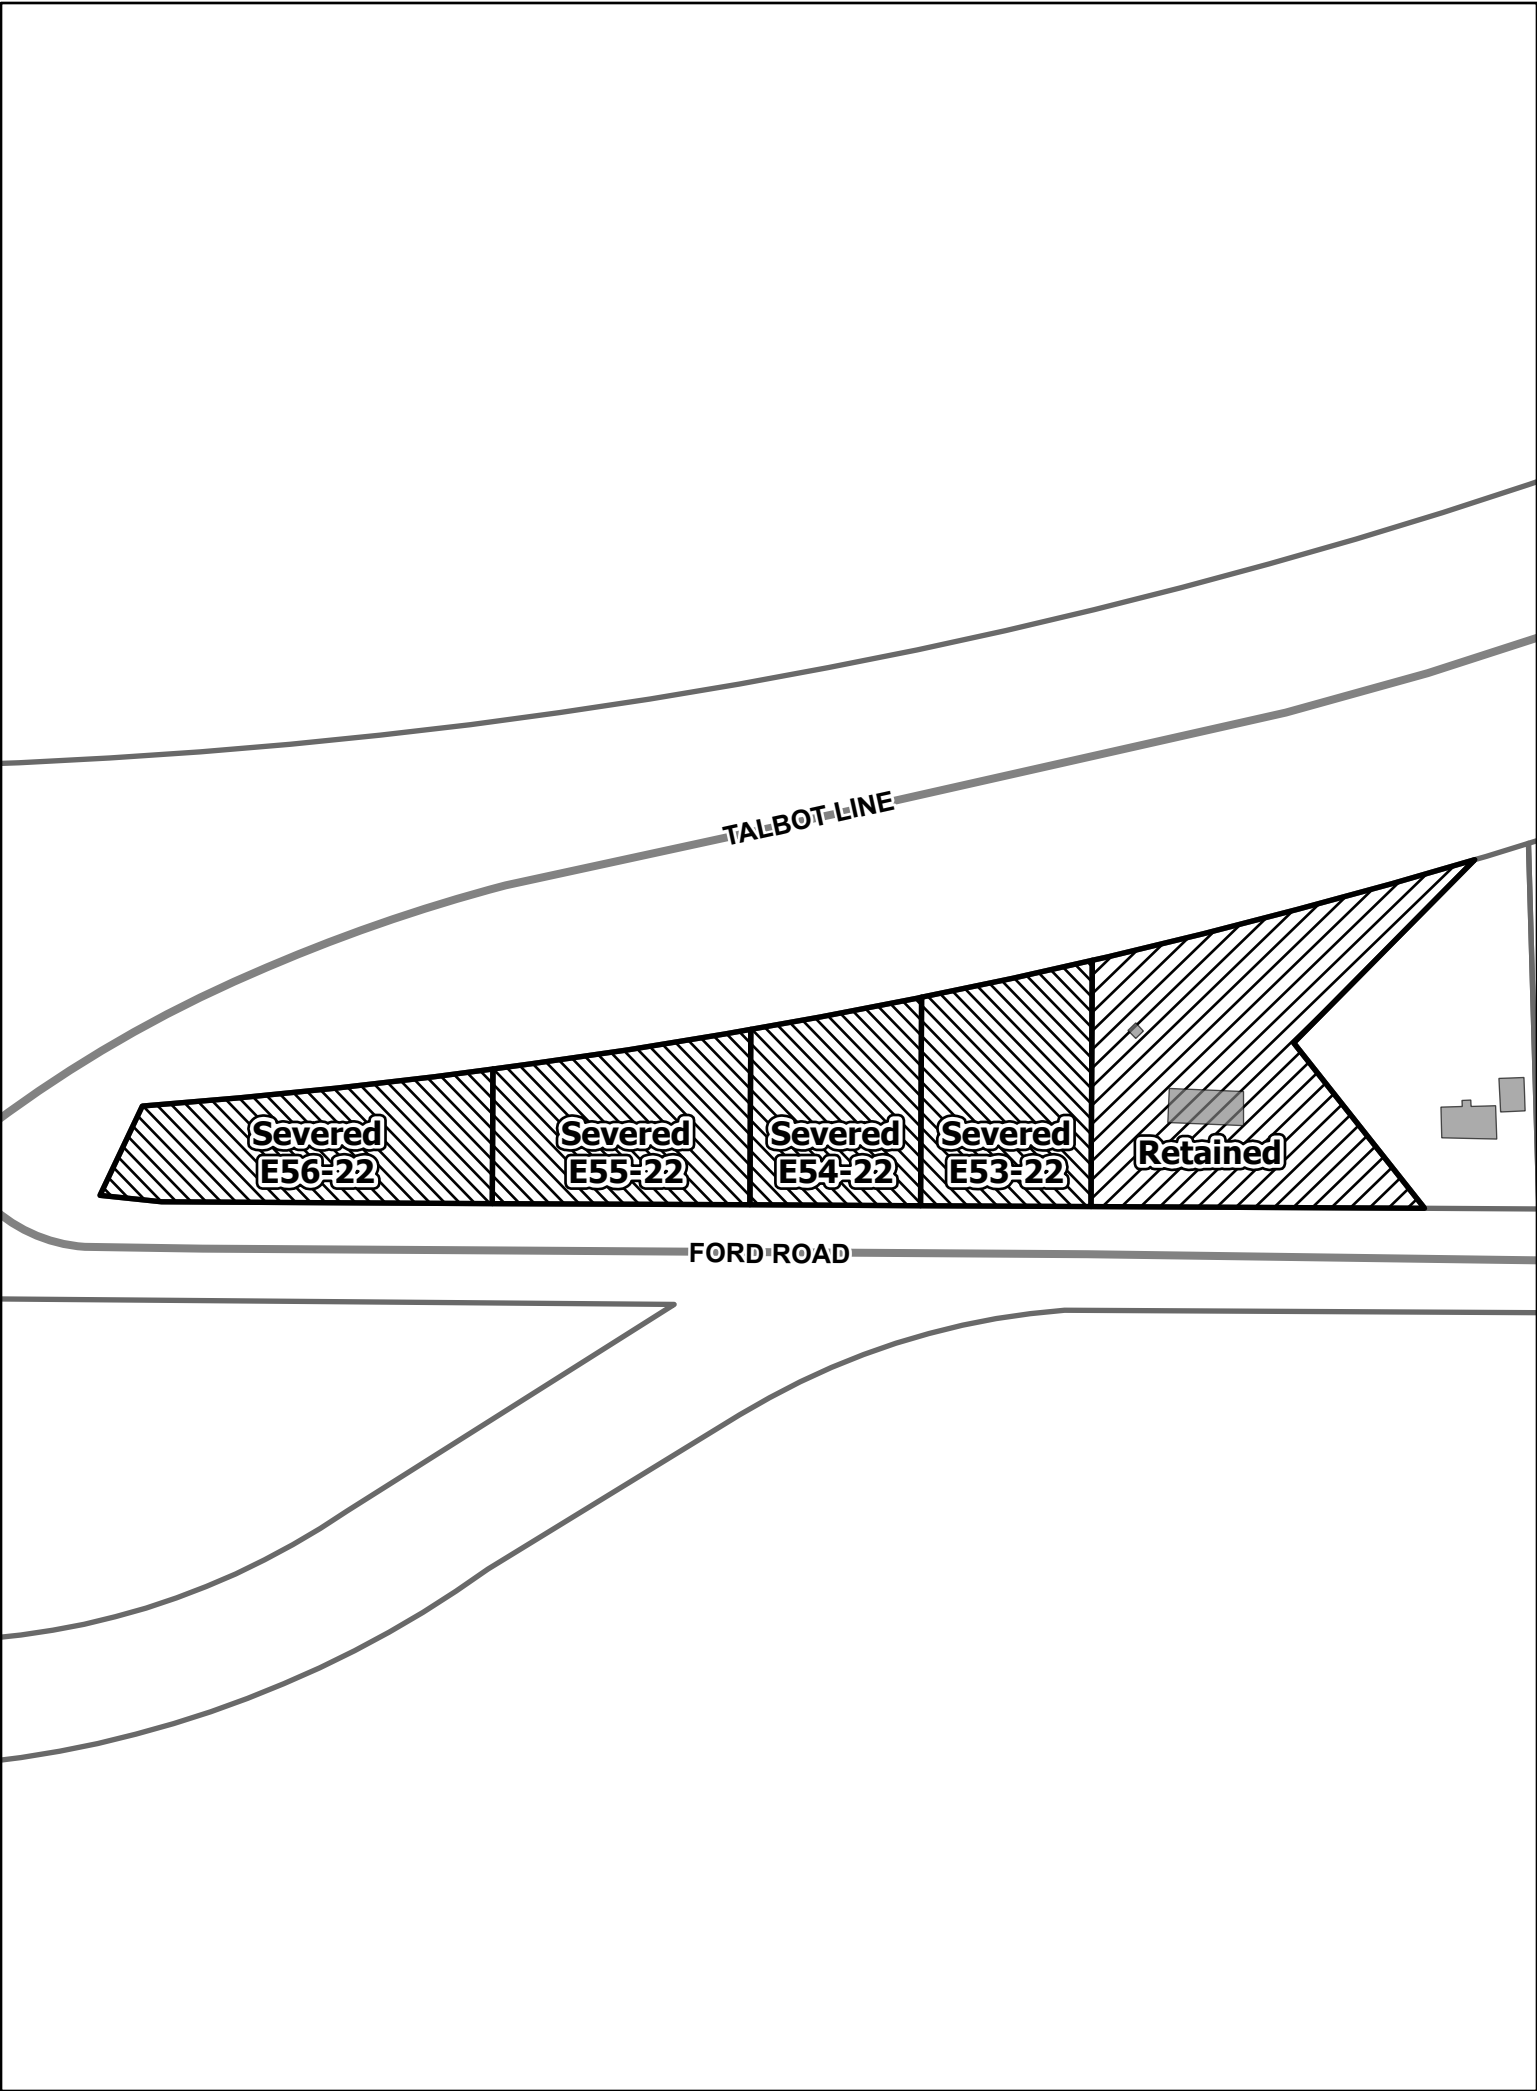 TALBOT LINE
Severed
E56-22
Severed
E55-22
Severed
E54-22
Severed
E53-22
Retained
FORD ROAD